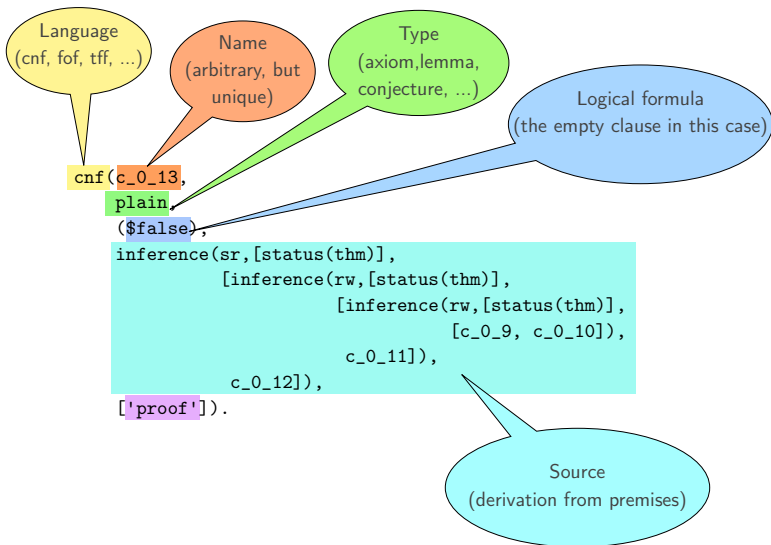 Language
(cnf, fof, tff, ...)
Name
(arbitrary, but
unique)
Type
(axiom,lemma,
conjecture, ...)
Logical formula
(the empty clause in this case)
cnf(c_0_13,
plain,
($false),
inference(sr,[status(thm)],
[inference(rw,[status(thm)],
[inference(rw,[status(thm)],
[c_0_9, c_0_10]),
c_0_11]),
c_0_12]),
['proof']).
Source
(derivation from premises)